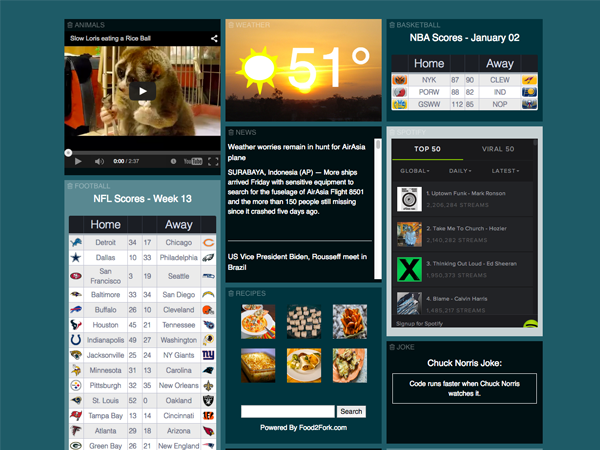 ANIMALS
Slow Loris eating a Rice Ball
0:00 / 2:37
YouTube
FOOTBALL
NFL Scores - Week 13
Home Away
Detroit 34 17 Chicago
Dallas 10 33 Philadelphia
San Francisco 3 19 Seattle
Baltimore 33 34 San Diego
Buffalo 26 10 Cleveland
Houston 45 21 Tennessee
Indianapolis 49 27 Washington
Jacksonville 25 24 NY Giants
Minnesota 31 13 Carolina
Pittsburgh 32 35 New Orleans
St. Louis 52 0 Oakland
Tampa Bay 13 14 Cincinnati
Atlanta 29 18 Arizona
Green Bay 26 21 New England
WEATHER
51°
NEWS
Weather worries remain in hunt for AirAsia
plane
SURABAYA, Indonesia (AP) — More ships
arrived Friday with sensitive equipment to
search for the fuselage of AirAsia Flight 8501
and the more than 150 people still missing
since it crashed five days ago.
US Vice President Biden, Rousseff meet in
Brazil
RECIPES
Search
Powered By Food2Fork.com
BASKETBALL
NBA Scores - January 02
Home Away
NYK 87 90 CLEW
PORW 88 82 IND
GSWW 112 85 NOP
SPOTIFY
TOP 50 VIRAL 50
GLOBAL DAILY LATEST
1. Uptown Funk - Mark Ronson
2,206,284 STREAMS
2. Take Me To Church - Hozier
2,140,282 STREAMS
3. Thinking Out Loud - Ed Sheeran
1,950,373 STREAMS
4. Blame - Calvin Harris
1,485,217 STREAMS
Signup for Spotify
JOKE
Chuck Norris Joke:
Code runs faster when Chuck Norris
watches it.